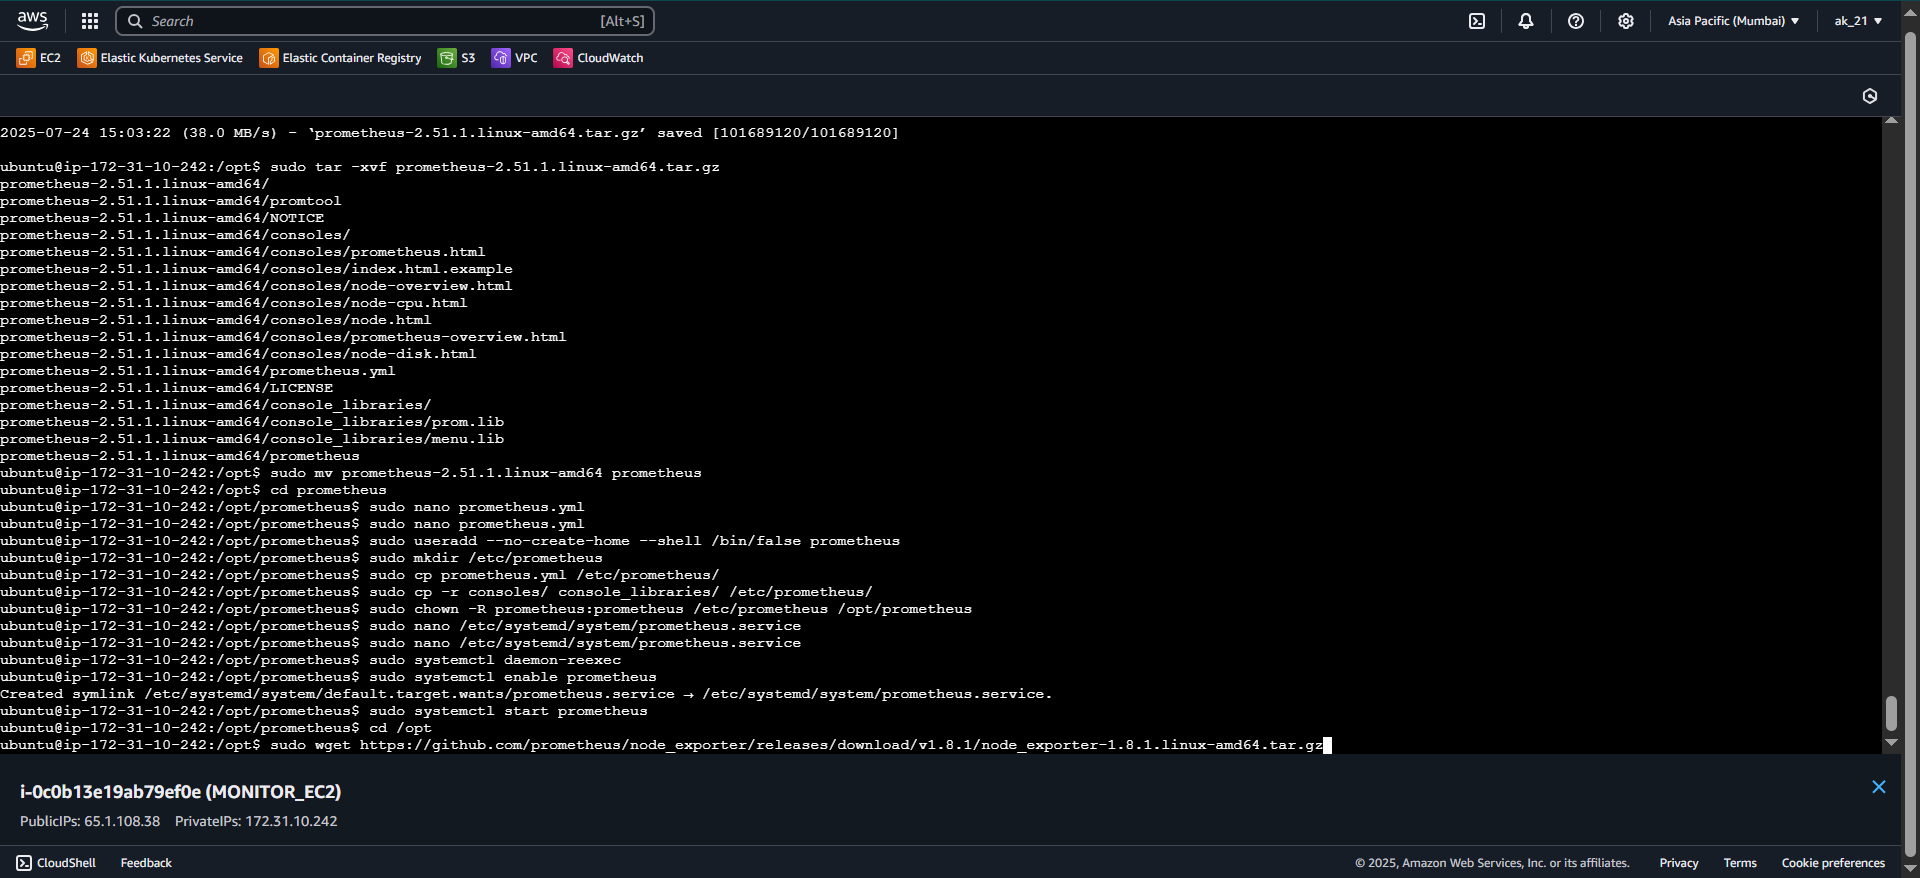 aws Search [Alt+S] Asia Pacific (Mumbai) ▼ ak_21 ▼
EC2 Elastic Kubernetes Service Elastic Container Registry S3 VPC CloudWatch
2025-07-24 15:03:22 (38.0 MB/s) - ‘prometheus-2.51.1.linux-amd64.tar.gz’ saved [101689120/101689120]
ubuntu@ip-172-31-10-242:/opt$ sudo tar -xvf prometheus-2.51.1.linux-amd64.tar.gz
prometheus-2.51.1.linux-amd64/
prometheus-2.51.1.linux-amd64/promtool
prometheus-2.51.1.linux-amd64/NOTICE
prometheus-2.51.1.linux-amd64/consoles/
prometheus-2.51.1.linux-amd64/consoles/prometheus.html
prometheus-2.51.1.linux-amd64/consoles/index.html.example
prometheus-2.51.1.linux-amd64/consoles/node-overview.html
prometheus-2.51.1.linux-amd64/consoles/node-cpu.html
prometheus-2.51.1.linux-amd64/consoles/node.html
prometheus-2.51.1.linux-amd64/consoles/prometheus-overview.html
prometheus-2.51.1.linux-amd64/consoles/node-disk.html
prometheus-2.51.1.linux-amd64/prometheus.yml
prometheus-2.51.1.linux-amd64/LICENSE
prometheus-2.51.1.linux-amd64/console_libraries/
prometheus-2.51.1.linux-amd64/console_libraries/prom.lib
prometheus-2.51.1.linux-amd64/console_libraries/menu.lib
prometheus-2.51.1.linux-amd64/prometheus
ubuntu@ip-172-31-10-242:/opt$ sudo mv prometheus-2.51.1.linux-amd64 prometheus
ubuntu@ip-172-31-10-242:/opt$ cd prometheus
ubuntu@ip-172-31-10-242:/opt/prometheus$ sudo nano prometheus.yml
ubuntu@ip-172-31-10-242:/opt/prometheus$ sudo nano prometheus.yml
ubuntu@ip-172-31-10-242:/opt/prometheus$ sudo useradd --no-create-home --shell /bin/false prometheus
ubuntu@ip-172-31-10-242:/opt/prometheus$ sudo mkdir /etc/prometheus
ubuntu@ip-172-31-10-242:/opt/prometheus$ sudo cp prometheus.yml /etc/prometheus/
ubuntu@ip-172-31-10-242:/opt/prometheus$ sudo cp -r consoles/ console_libraries/ /etc/prometheus/
ubuntu@ip-172-31-10-242:/opt/prometheus$ sudo chown -R prometheus:prometheus /etc/prometheus /opt/prometheus
ubuntu@ip-172-31-10-242:/opt/prometheus$ sudo nano /etc/systemd/system/prometheus.service
ubuntu@ip-172-31-10-242:/opt/prometheus$ sudo nano /etc/systemd/system/prometheus.service
ubuntu@ip-172-31-10-242:/opt/prometheus$ sudo systemctl daemon-reexec
ubuntu@ip-172-31-10-242:/opt/prometheus$ sudo systemctl enable prometheus
Created symlink /etc/systemd/system/default.target.wants/prometheus.service → /etc/systemd/system/prometheus.service.
ubuntu@ip-172-31-10-242:/opt/prometheus$ sudo systemctl start prometheus
ubuntu@ip-172-31-10-242:/opt/prometheus$ cd /opt
ubuntu@ip-172-31-10-242:/opt$ sudo wget https://github.com/prometheus/node_exporter/releases/download/v1.8.1/node_exporter-1.8.1.linux-amd64.tar.gz
i-0c0b13e19ab79ef0e (MONITOR_EC2)
PublicIPs: 65.1.108.38 PrivateIPs: 172.31.10.242
CloudShell Feedback © 2025, Amazon Web Services, Inc. or its affiliates. Privacy Terms Cookie preferences